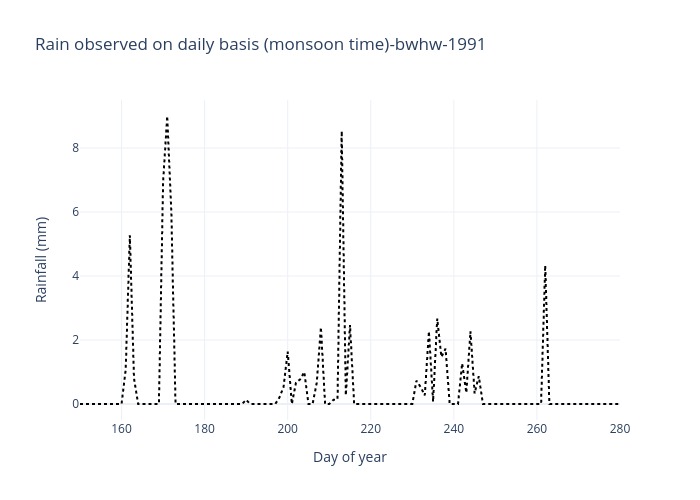 Rain observed on daily basis (monsoon time)-bwhw-1991
Rainfall (mm)
8
6
4
2
0
160 180 200 220 240 260 280
Day of year